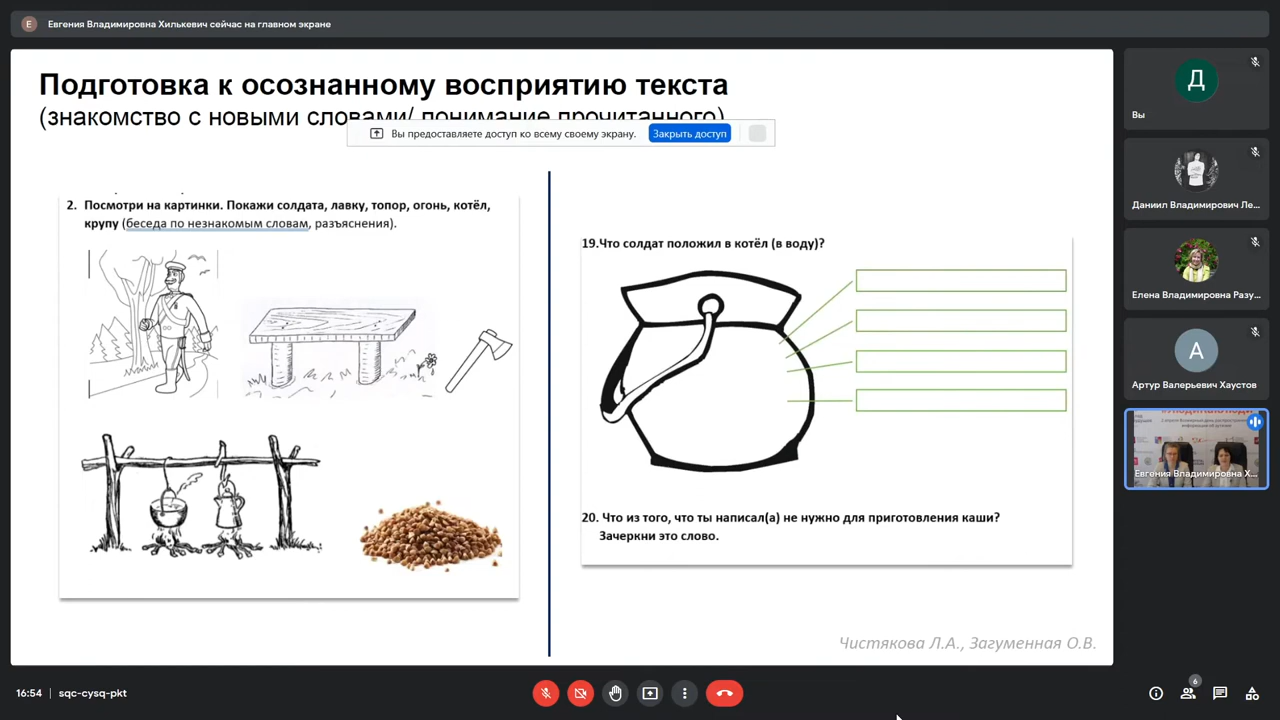 Е Евгения Владимировна Хилькевич сейчас на главном экране
Подготовка к осознанному восприятию текста
(знакомство с новыми словами/ понимание прочитанного)
Вы предоставляете доступ ко всему своему экрану. Закрыть доступ
2. Посмотри на картинки. Покажи солдата, лавку, топор, огонь, котёл,
крупу (беседа по незнакомым словам, разъяснения).
19.Что солдат положил в котёл (в воду)?
20. Что из того, что ты написал(а) не нужно для приготовления каши?
Зачеркни это слово.
Чистякова Л.А., Загуменная О.В.
Д
Вы
Даниил Владимирович Ле...
Елена Владимировна Разу...
А
Артур Валерьевич Хаустов
Евгения Владимировна Х...
16:54 | sqc-cysq-pkt
6